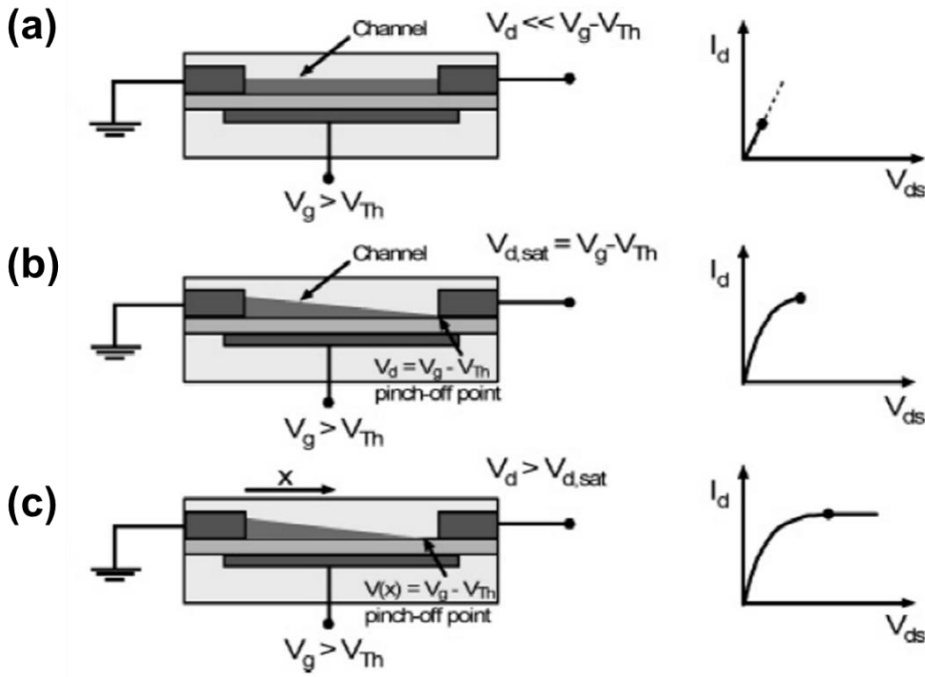 (a)
Channel
V_d << V_g-V_Th
I_d
V_ds
V_g > V_Th
(b)
Channel
V_d,sat = V_g-V_Th
I_d
V_d = V_g - V_Th
pinch-off point
V_ds
V_g > V_Th
(c)
x
V_d > V_d,sat
I_d
V(x) = V_g - V_Th
pinch-off point
V_ds
V_g > V_Th